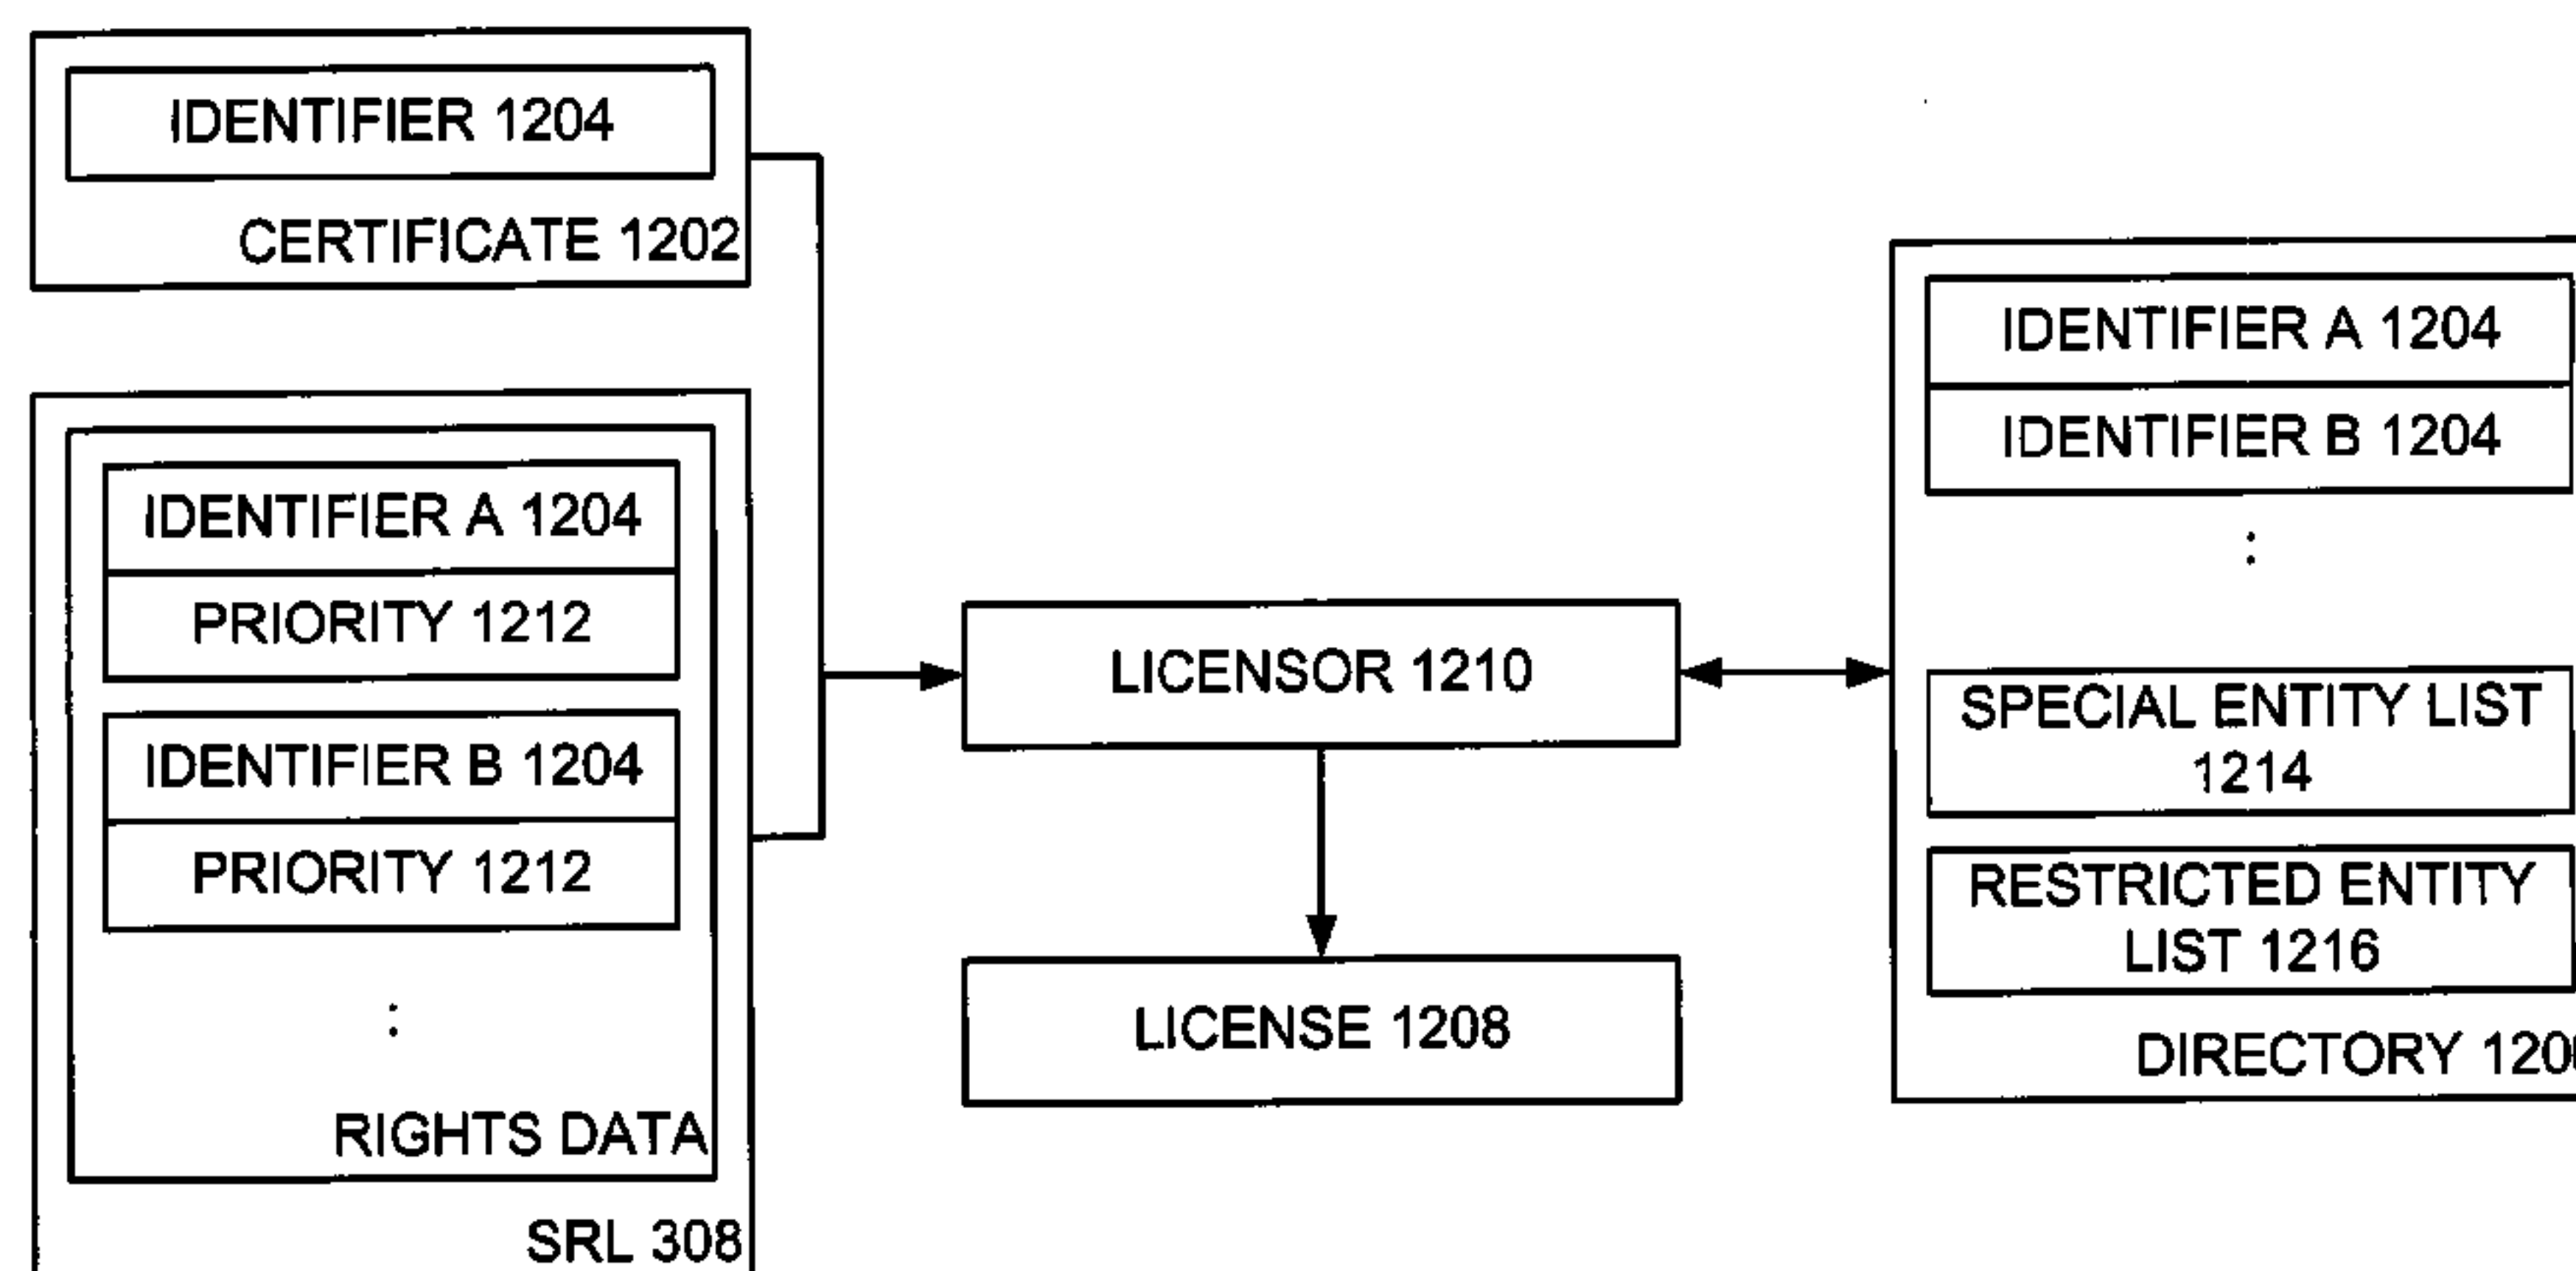 IDENTIFIER 1204
CERTIFICATE 1202
IDENTIFIER A 1204
PRIORITY 1212
IDENTIFIER B 1204
PRIORITY 1212
:
RIGHTS DATA
SRL 308
LICENSOR 1210
LICENSE 1208
IDENTIFIER A 1204
IDENTIFIER B 1204
:
SPECIAL ENTITY LIST
1214
RESTRICTED ENTITY
LIST 1216
DIRECTORY